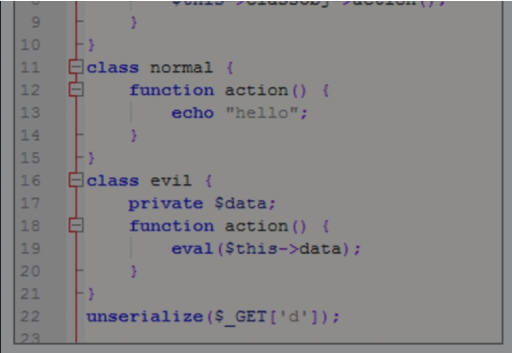 9 }
10 }
11 class normal {
12 function action() {
13 echo "hello";
14 }
15 }
16 class evil {
17 private $data;
18 function action() {
19 eval($this->data);
20 }
21 }
22 unserialize($_GET['d']);
23